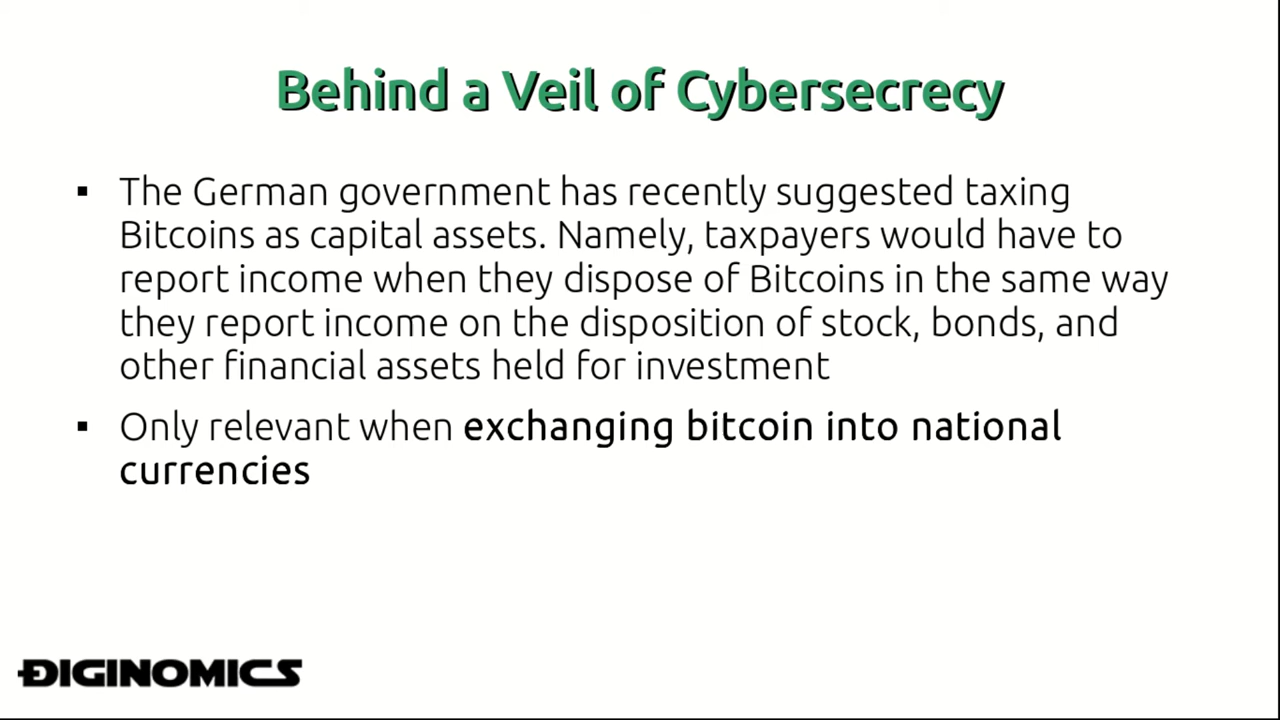 Behind a Veil of Cybersecrecy
▪ The German government has recently suggested taxing
Bitcoins as capital assets. Namely, taxpayers would have to
report income when they dispose of Bitcoins in the same way
they report income on the disposition of stock, bonds, and
other financial assets held for investment
▪ Only relevant when exchanging bitcoin into national
currencies
DIGINOMICS